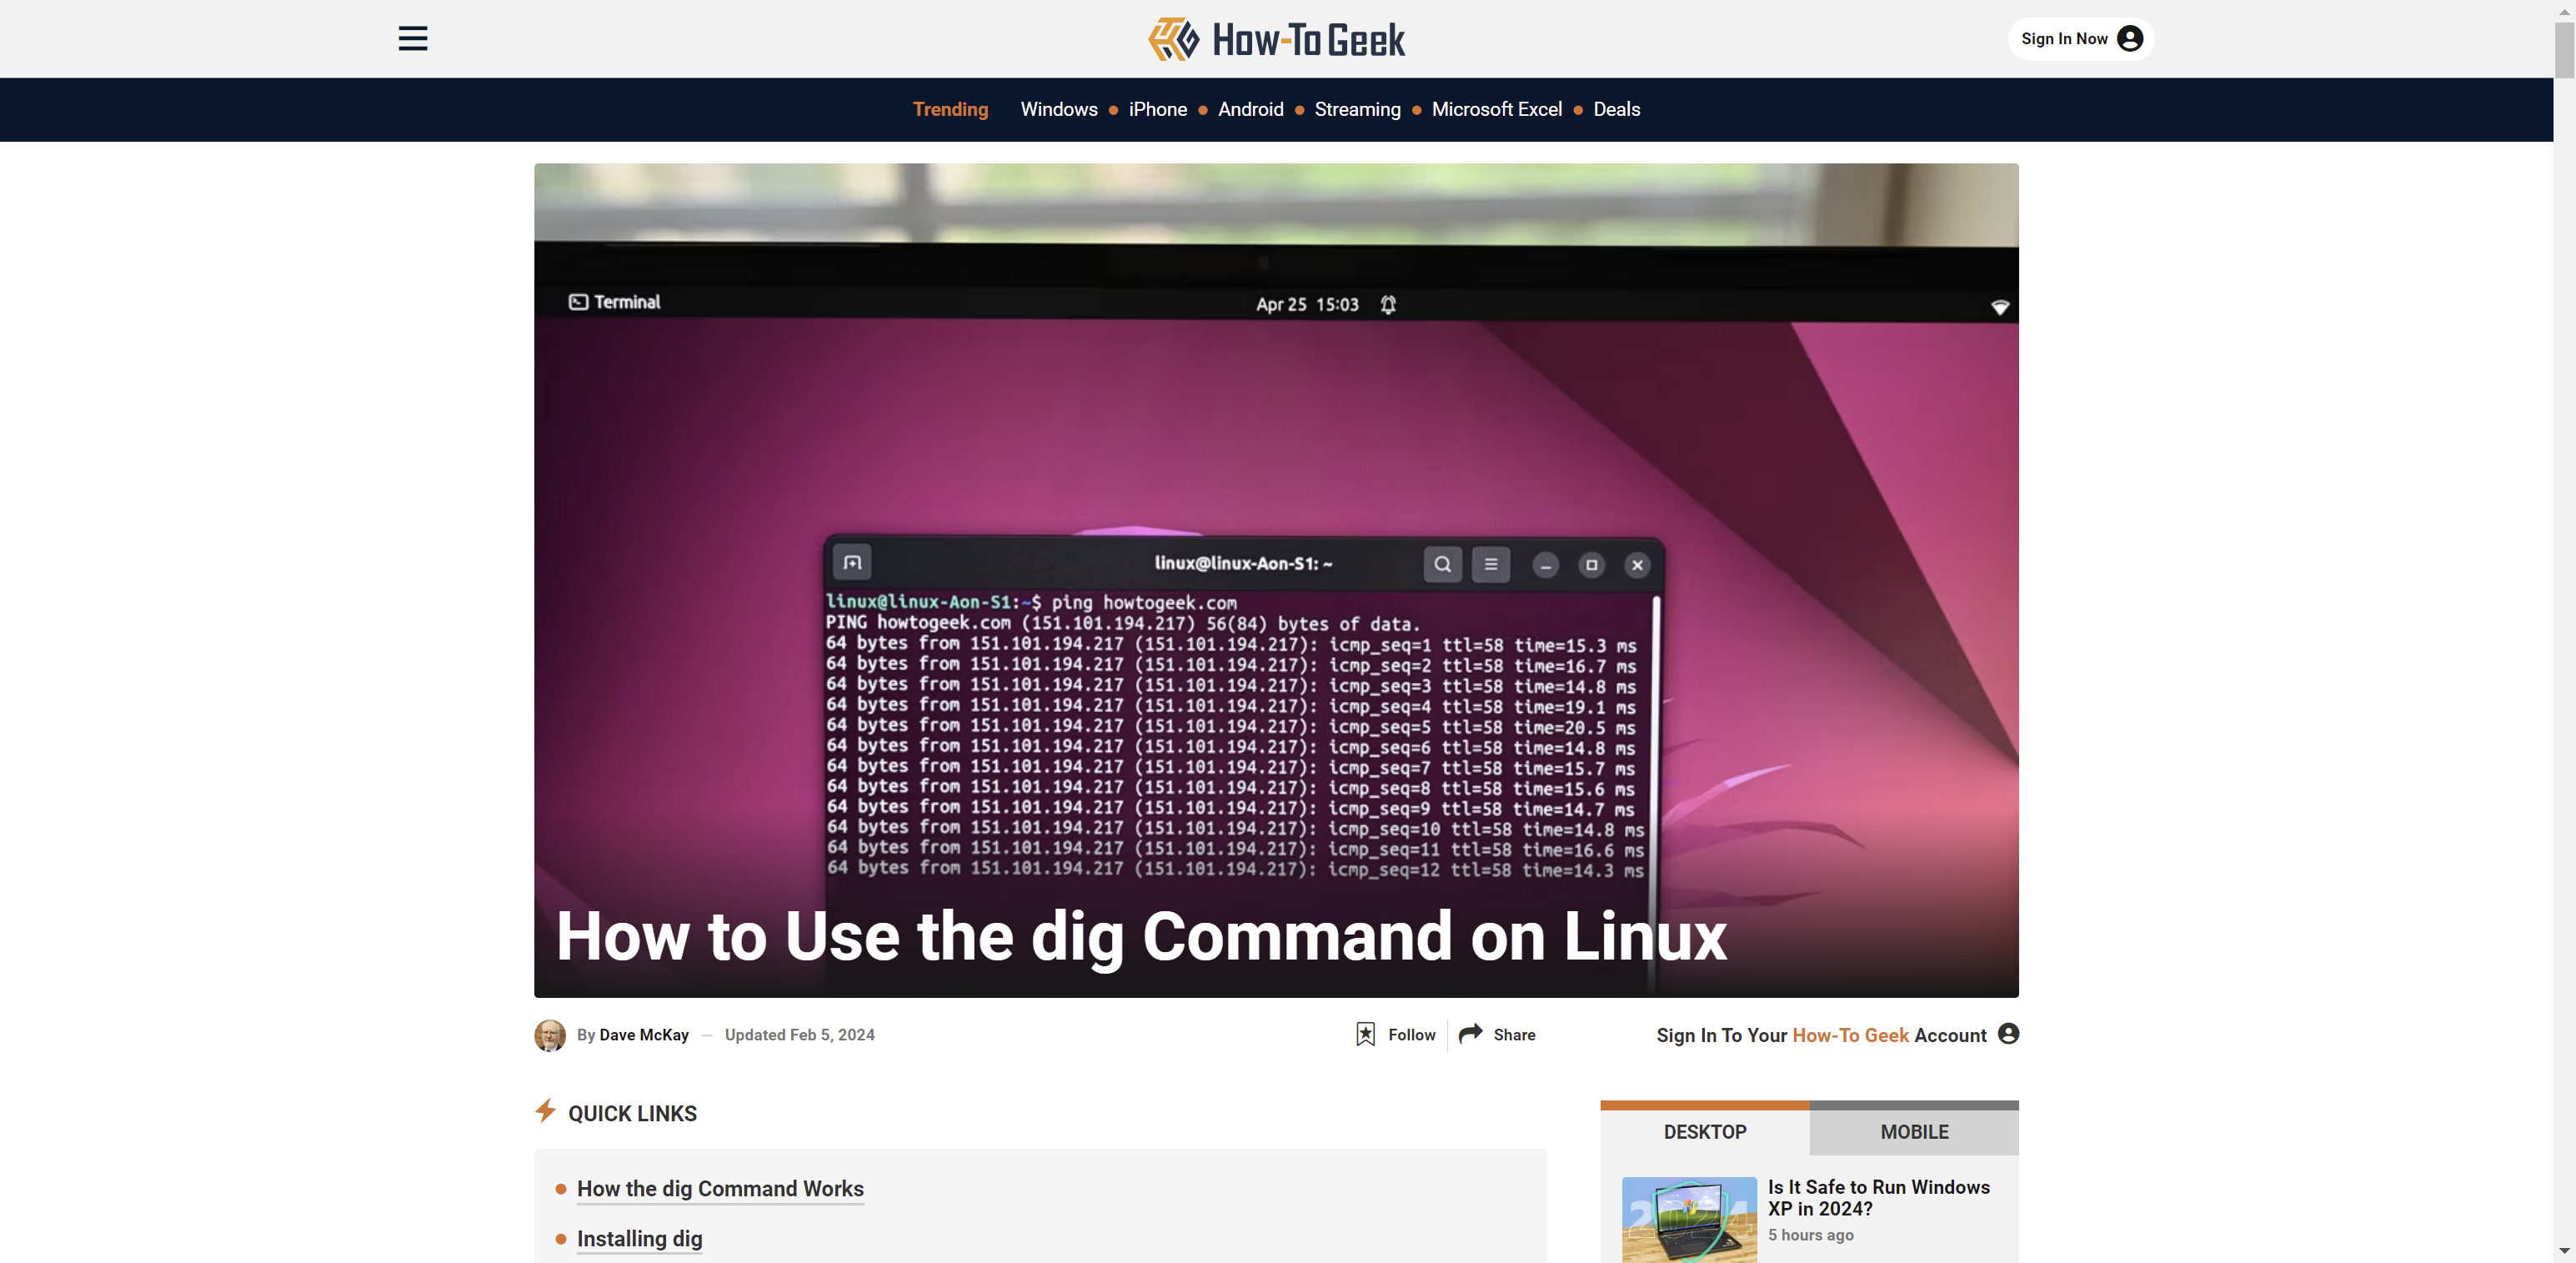 How-To Geek
Sign In Now
Trending Windows iPhone Android Streaming Microsoft Excel Deals
Terminal
Apr 25 15:03
linux@linux-Aon-S1: ~
linux@linux-Aon-S1:~$ ping howtogeek.com
PING howtogeek.com (151.101.194.217) 56(84) bytes of data.
64 bytes from 151.101.194.217 (151.101.194.217): icmp_seq=1 ttl=58 time=15.3 ms
64 bytes from 151.101.194.217 (151.101.194.217): icmp_seq=2 ttl=58 time=16.7 ms
64 bytes from 151.101.194.217 (151.101.194.217): icmp_seq=3 ttl=58 time=14.8 ms
64 bytes from 151.101.194.217 (151.101.194.217): icmp_seq=4 ttl=58 time=19.1 ms
64 bytes from 151.101.194.217 (151.101.194.217): icmp_seq=5 ttl=58 time=20.5 ms
64 bytes from 151.101.194.217 (151.101.194.217): icmp_seq=6 ttl=58 time=14.8 ms
64 bytes from 151.101.194.217 (151.101.194.217): icmp_seq=7 ttl=58 time=15.7 ms
64 bytes from 151.101.194.217 (151.101.194.217): icmp_seq=8 ttl=58 time=15.6 ms
64 bytes from 151.101.194.217 (151.101.194.217): icmp_seq=9 ttl=58 time=14.7 ms
64 bytes from 151.101.194.217 (151.101.194.217): icmp_seq=10 ttl=58 time=14.8 ms
64 bytes from 151.101.194.217 (151.101.194.217): icmp_seq=11 ttl=58 time=16.6 ms
64 bytes from 151.101.194.217 (151.101.194.217): icmp_seq=12 ttl=58 time=14.3 ms
How to Use the dig Command on Linux
By Dave McKay — Updated Feb 5, 2024
Follow
Share
Sign In To Your How-To Geek Account
QUICK LINKS
How the dig Command Works
Installing dig
DESKTOP
MOBILE
2024
Is It Safe to Run Windows
XP in 2024?
5 hours ago